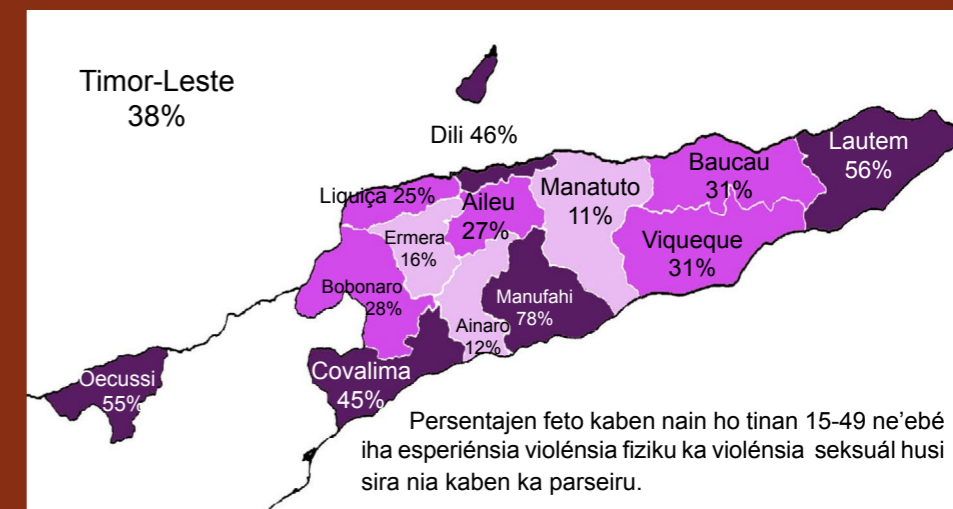 Timor-Leste
38%
Dili 46%
Lautem
56%
Baucau
31%
Manatuto
11%
Liquiça 25%
Aileu
27%
Ermera
16%
Viqueque
31%
Bobonaro
28%
Manufahi
78%
Ainaro
12%
Covalima
45%
Oecussi
55%
Persentajen feto kaben nain ho tinan 15-49 ne’ebé
iha esperiénsia violénsia fiziku ka violénsia seksuál husi
sira nia kaben ka parseiru.